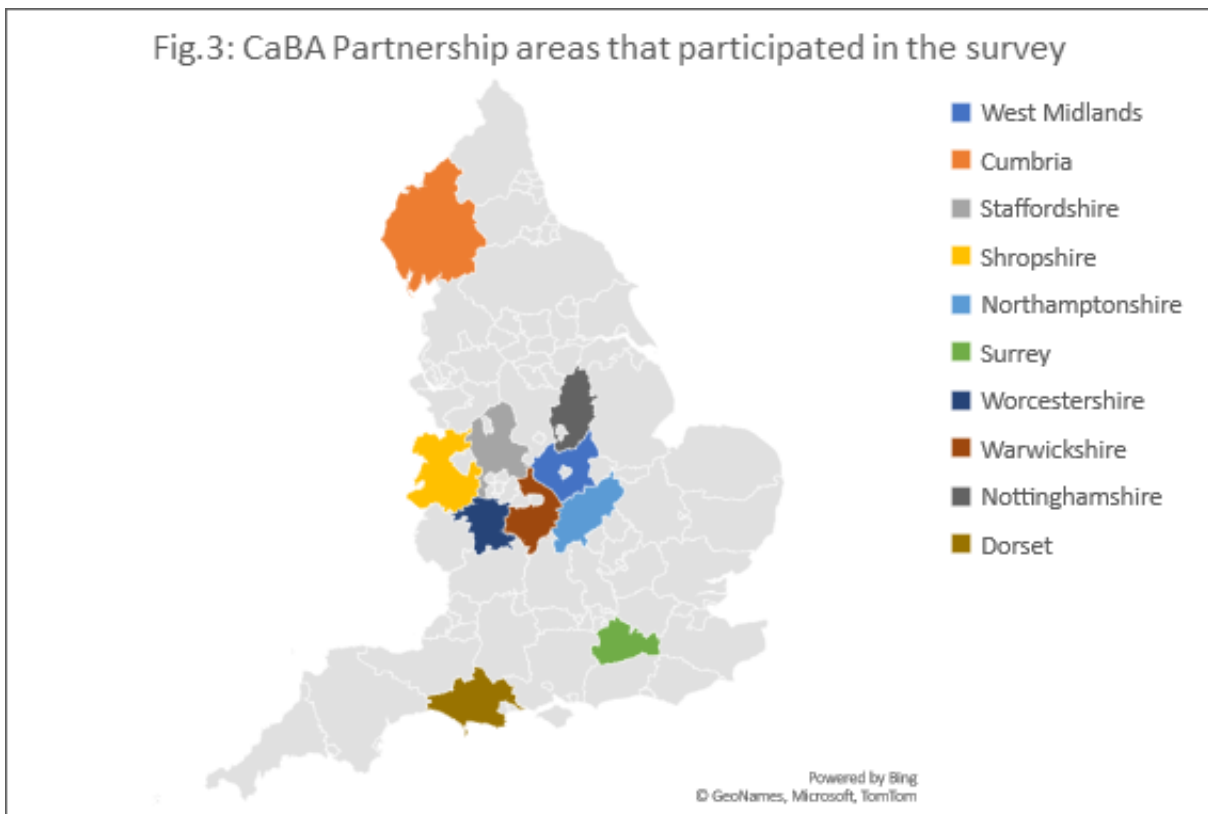 Fig.3: CaBA Partnership areas that participated in the survey
West Midlands
Cumbria
Staffordshire
Shropshire
Northamptonshire
Surrey
Worcestershire
Warwickshire
Nottinghamshire
Dorset
Powered by Bing
© GeoNames, Microsoft, TomTom